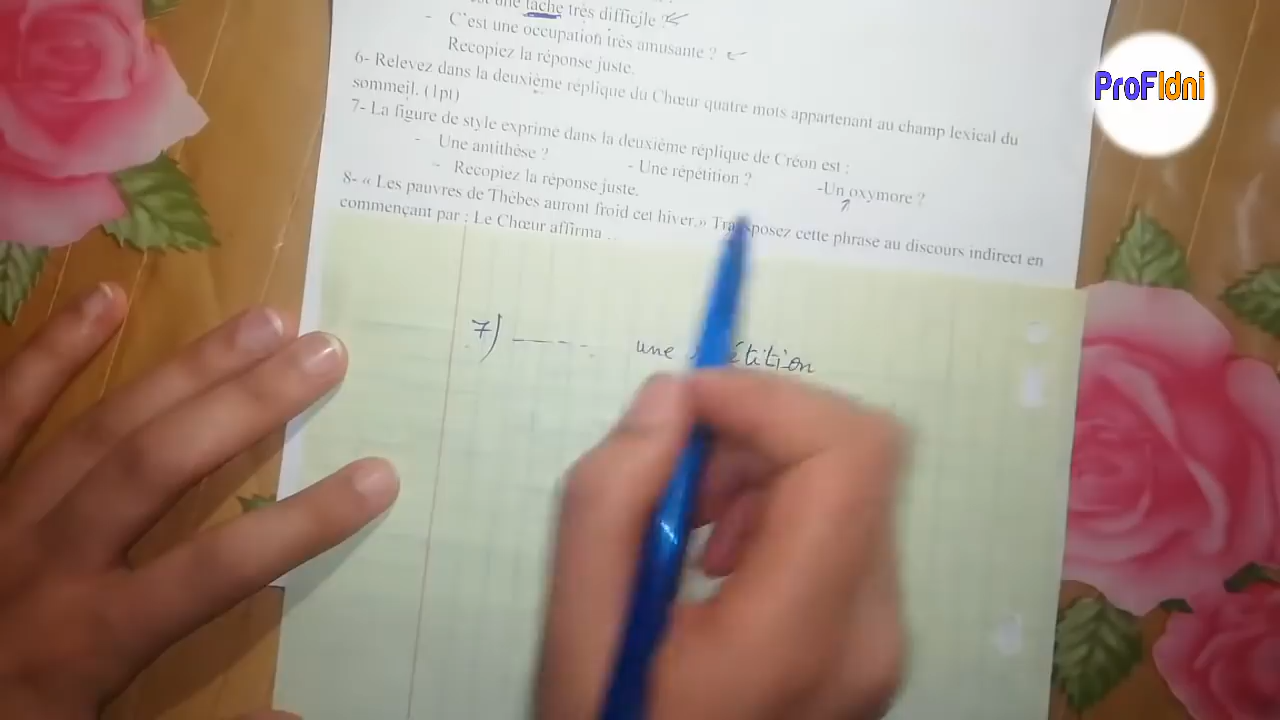 une tache très difficile ?
- C'est une occupation très amusante ?
Recopiez la réponse juste.
6- Relevez dans la deuxième réplique du Chœur quatre mots appartenant au champ lexical du
sommeil. (1pt)
7- La figure de style exprimé dans la deuxième réplique de Créon est :
- Une antithèse ? - Une répétition ? -Un oxymore ?
- Recopiez la réponse juste.
8- « Les pauvres de Thèbes auront froid cet hiver.» Transposez cette phrase au discours indirect en
commençant par : Le Chœur affirma ..
7) ----- une répétition
ProfIdni